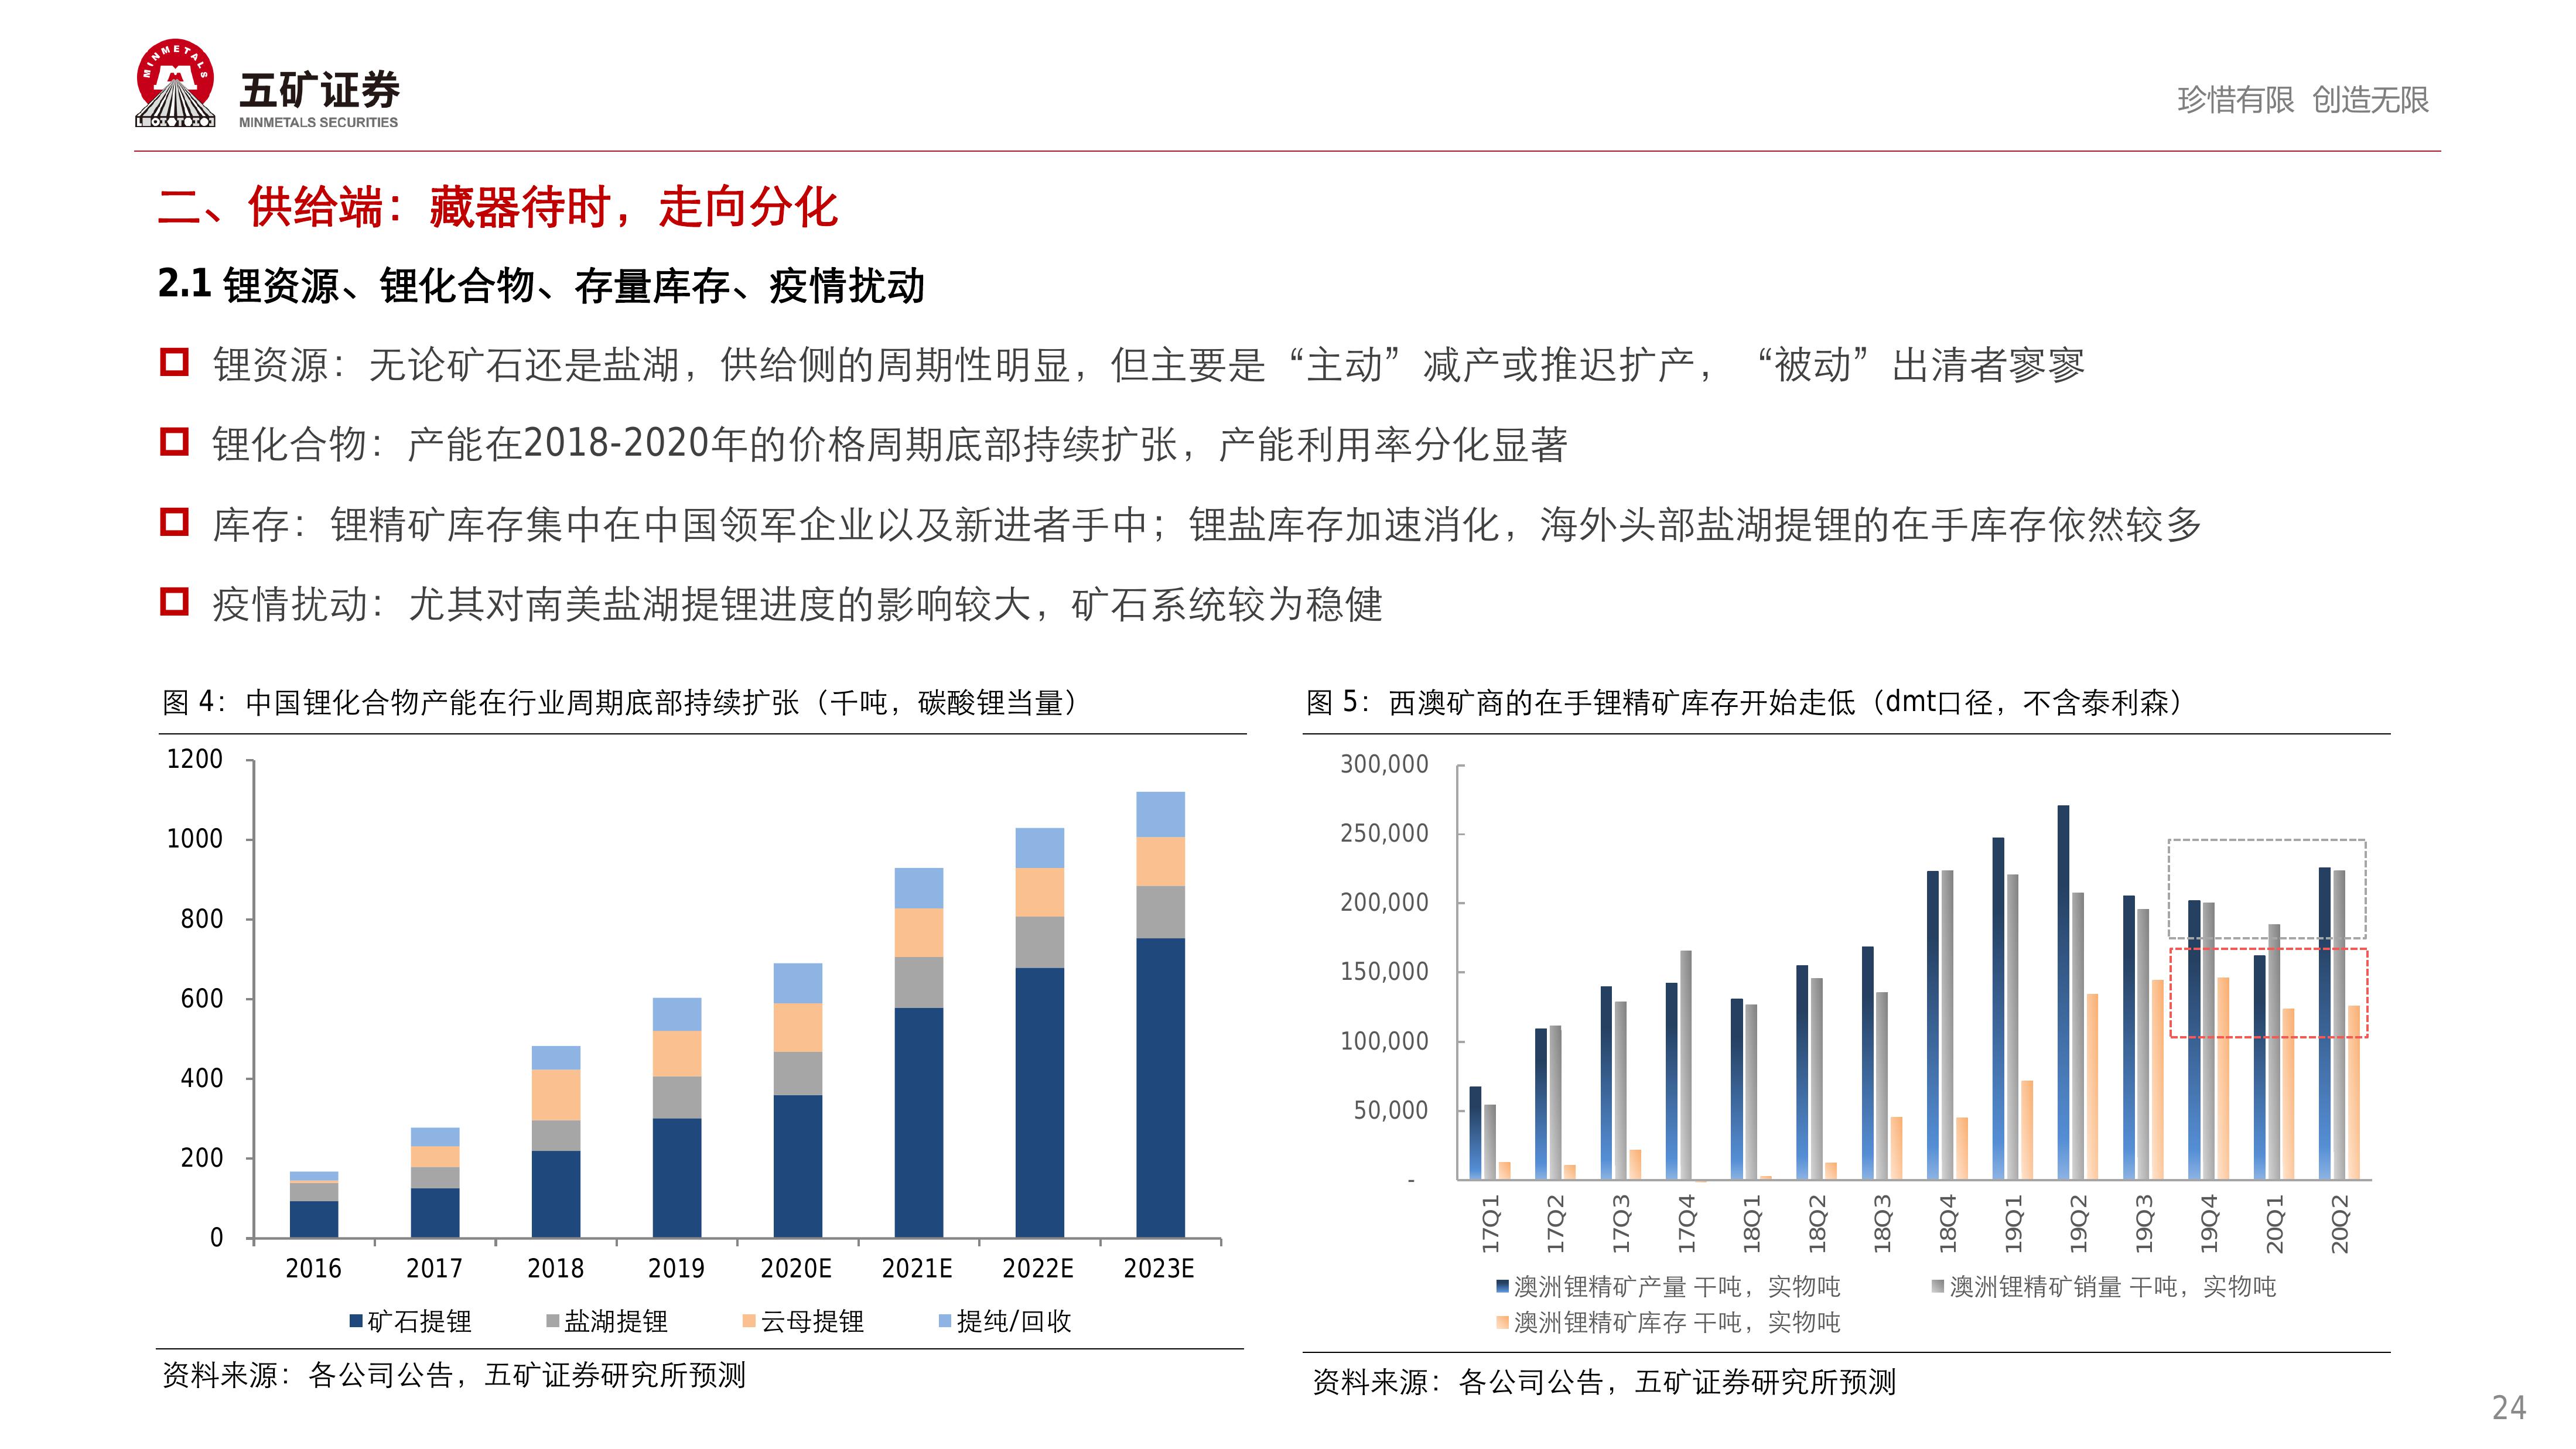 MINMETALS
五矿证券
MINMETALS SECURITIES
珍惜有限 创造无限
二、供给端：藏器待时，走向分化
2.1 锂资源、锂化合物、存量库存、疫情扰动
锂资源：无论矿石还是盐湖，供给侧的周期性明显，但主要是“主动”减产或推迟扩产，“被动”出清者寥寥
锂化合物：产能在2018-2020年的价格周期底部持续扩张，产能利用率分化显著
库存：锂精矿库存集中在中国领军企业以及新进者手中；锂盐库存加速消化，海外头部盐湖提锂的在手库存依然较多
疫情扰动：尤其对南美盐湖提锂进度的影响较大，矿石系统较为稳健
图 4：中国锂化合物产能在行业周期底部持续扩张（千吨，碳酸锂当量）
1200
1000
800
600
400
200
0
2016 2017 2018 2019 2020E 2021E 2022E 2023E
矿石提锂 盐湖提锂 云母提锂 提纯/回收
资料来源：各公司公告，五矿证券研究所预测
图 5：西澳矿商的在手锂精矿库存开始走低（dmt口径，不含泰利森）
300,000
250,000
200,000
150,000
100,000
50,000
-
17Q1 17Q2 17Q3 17Q4 18Q1 18Q2 18Q3 18Q4 19Q1 19Q2 19Q3 19Q4 20Q1 20Q2
澳洲锂精矿产量 干吨，实物吨 澳洲锂精矿销量 干吨，实物吨
澳洲锂精矿库存 干吨，实物吨
资料来源：各公司公告，五矿证券研究所预测
24